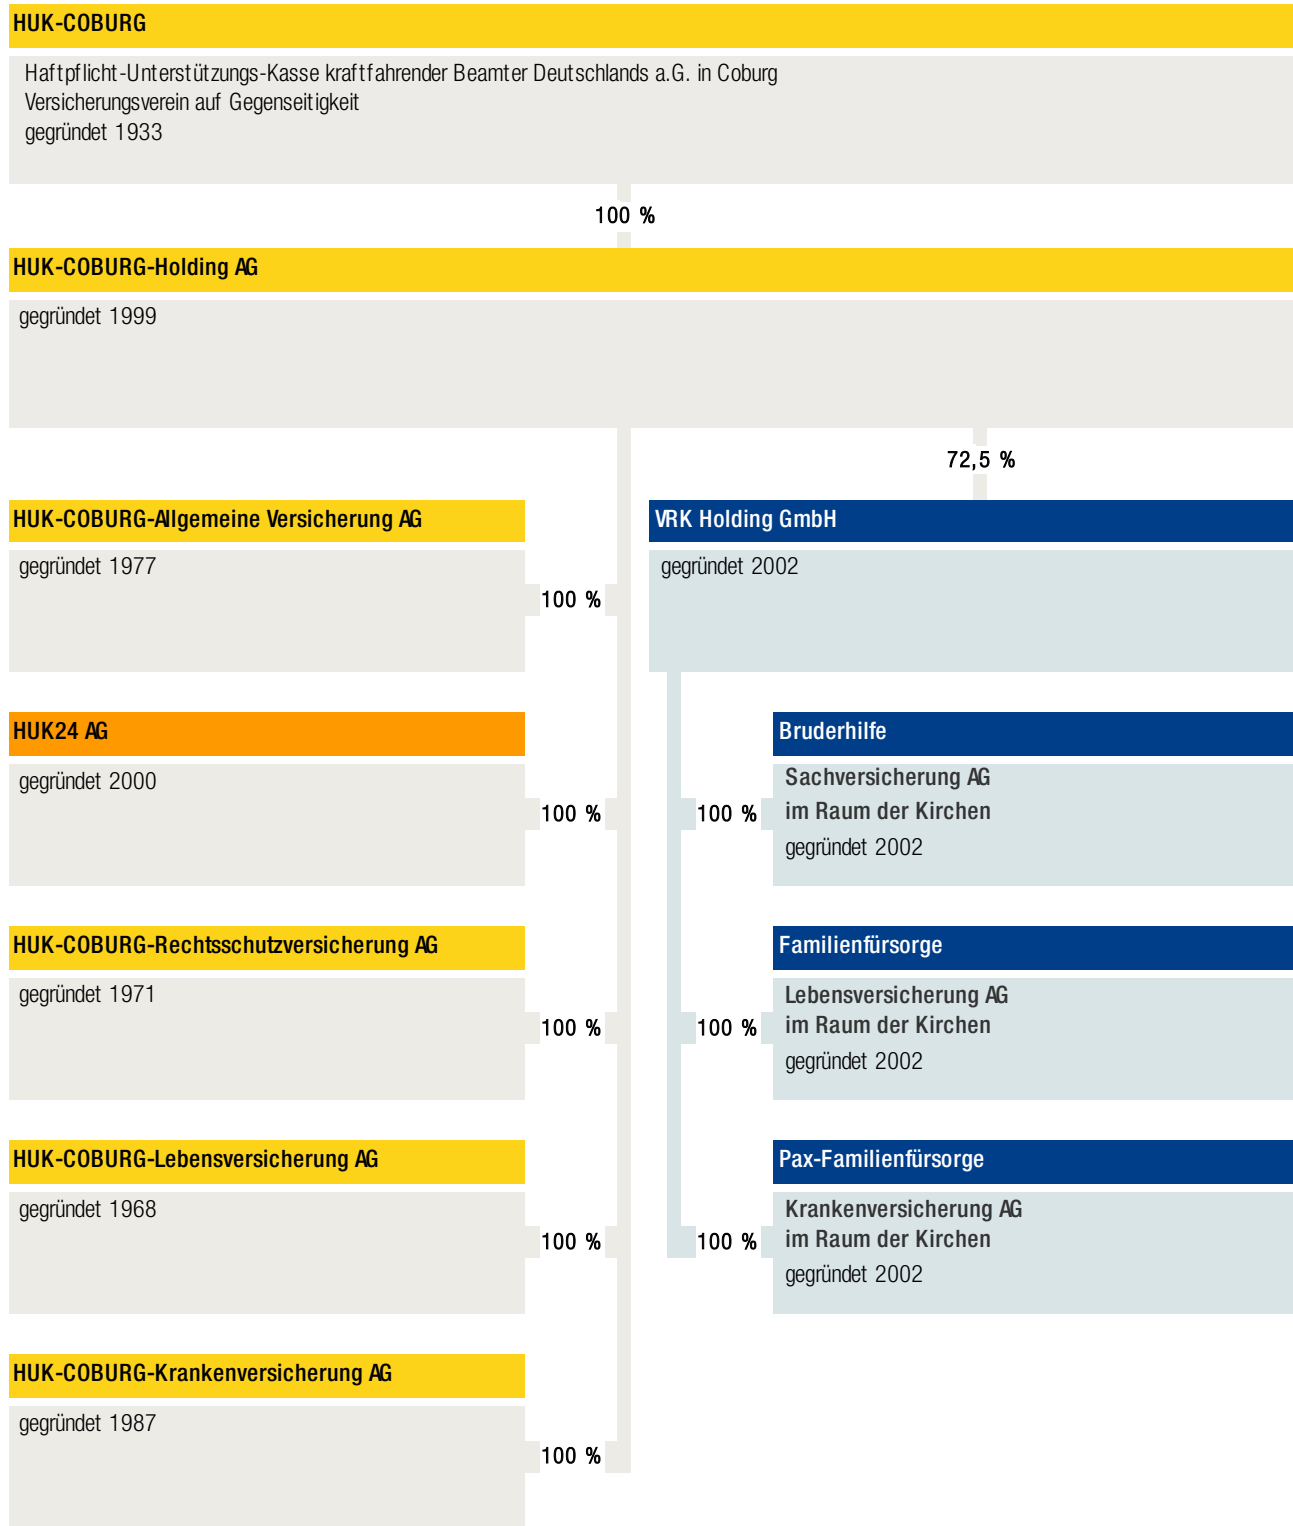 HUK-COBURG
Haftpflicht-Unterstützungs-Kasse kraftfahrender Beamter Deutschlands a.G. in Coburg
Versicherungsverein auf Gegenseitigkeit
gegründet 1933
100 %
HUK-COBURG-Holding AG
gegründet 1999
72,5 %
HUK-COBURG-Allgemeine Versicherung AG
gegründet 1977
100 %
HUK24 AG
gegründet 2000
100 %
HUK-COBURG-Rechtsschutzversicherung AG
gegründet 1971
100 %
HUK-COBURG-Lebensversicherung AG
gegründet 1968
100 %
HUK-COBURG-Krankenversicherung AG
gegründet 1987
100 %
VRK Holding GmbH
gegründet 2002
Bruderhilfe
Sachversicherung AG
im Raum der Kirchen
gegründet 2002
100 %
Familienfürsorge
Lebensversicherung AG
im Raum der Kirchen
gegründet 2002
100 %
Pax-Familienfürsorge
Krankenversicherung AG
im Raum der Kirchen
gegründet 2002
100 %